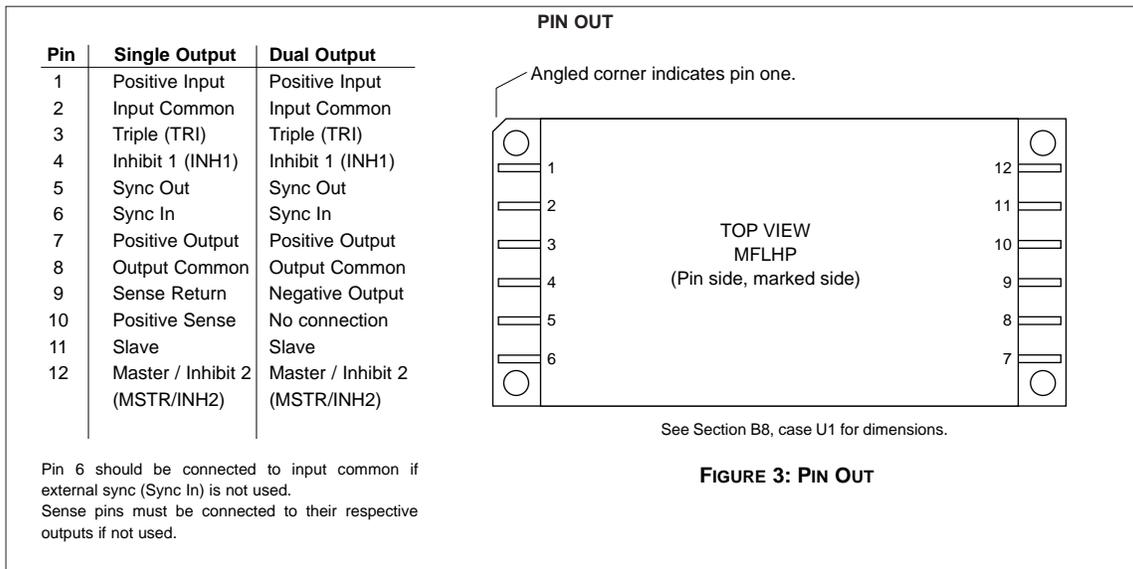 PIN OUT
Pin Single Output Dual Output
1 Positive Input Positive Input
2 Input Common Input Common
3 Triple (TRI) Triple (TRI)
4 Inhibit 1 (INH1) Inhibit 1 (INH1)
5 Sync Out Sync Out
6 Sync In Sync In
7 Positive Output Positive Output
8 Output Common Output Common
9 Sense Return Negative Output
10 Positive Sense No connection
11 Slave Slave
12 Master / Inhibit 2 Master / Inhibit 2
(MSTR/INH2) (MSTR/INH2)
Pin 6 should be connected to input common if
external sync (Sync In) is not used.
Sense pins must be connected to their respective
outputs if not used.
Angled corner indicates pin one.
1 12
2 11
3 10
4 9
5 8
6 7
TOP VIEW
MFLHP
(Pin side, marked side)
See Section B8, case U1 for dimensions.
FIGURE 3: PIN OUT